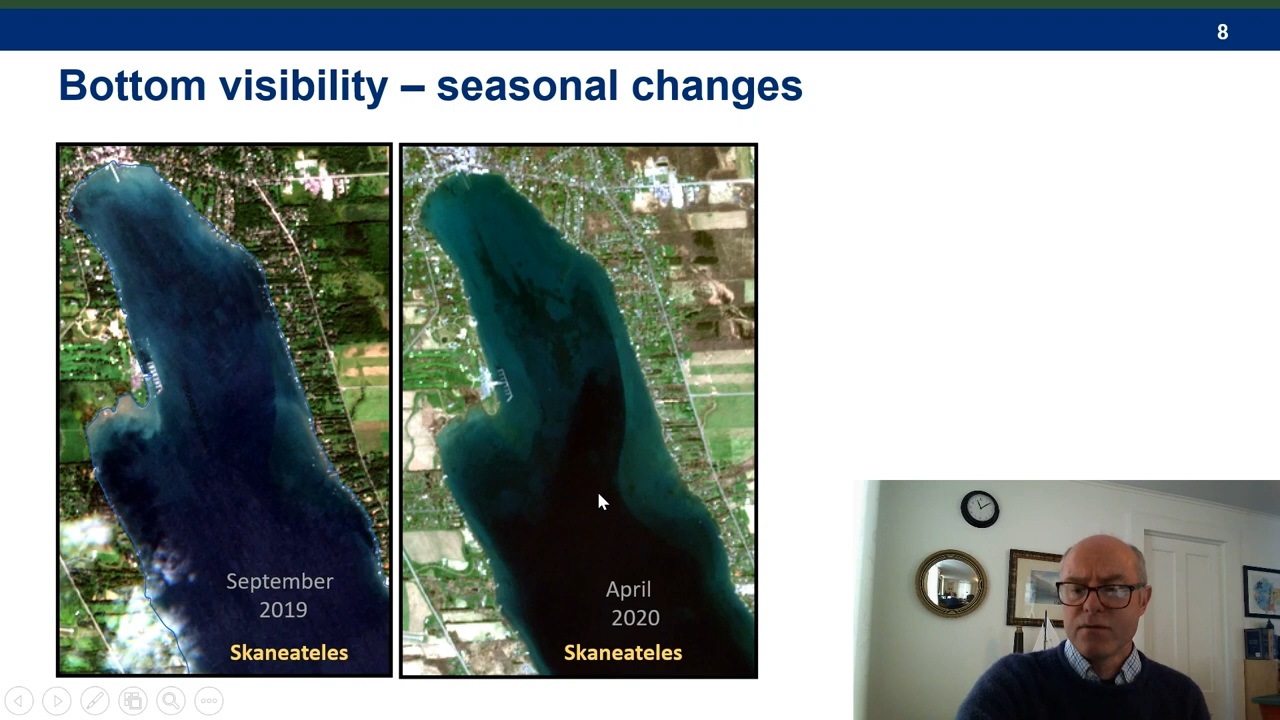 8
Bottom visibility – seasonal changes
September
2019
Skaneateles
April
2020
Skaneateles